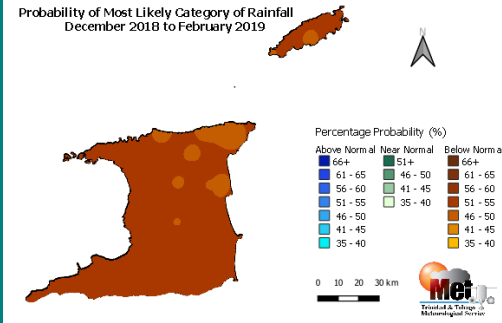 Probability of Most Likely Category of Rainfall
December 2018 to February 2019
Percentage Probability (%)
Above Normal Near Normal Below Norma
66+ 51+ 66+
61 - 65 46 - 50 61 - 65
56 - 60 41 - 45 56 - 60
51 - 55 35 - 40 51 - 55
46 - 50 46 - 50
41 - 45 41 - 45
35 - 40 35 - 40
0 10 20 30 km
Met
Trinidad & Tobago
Meteorological Service